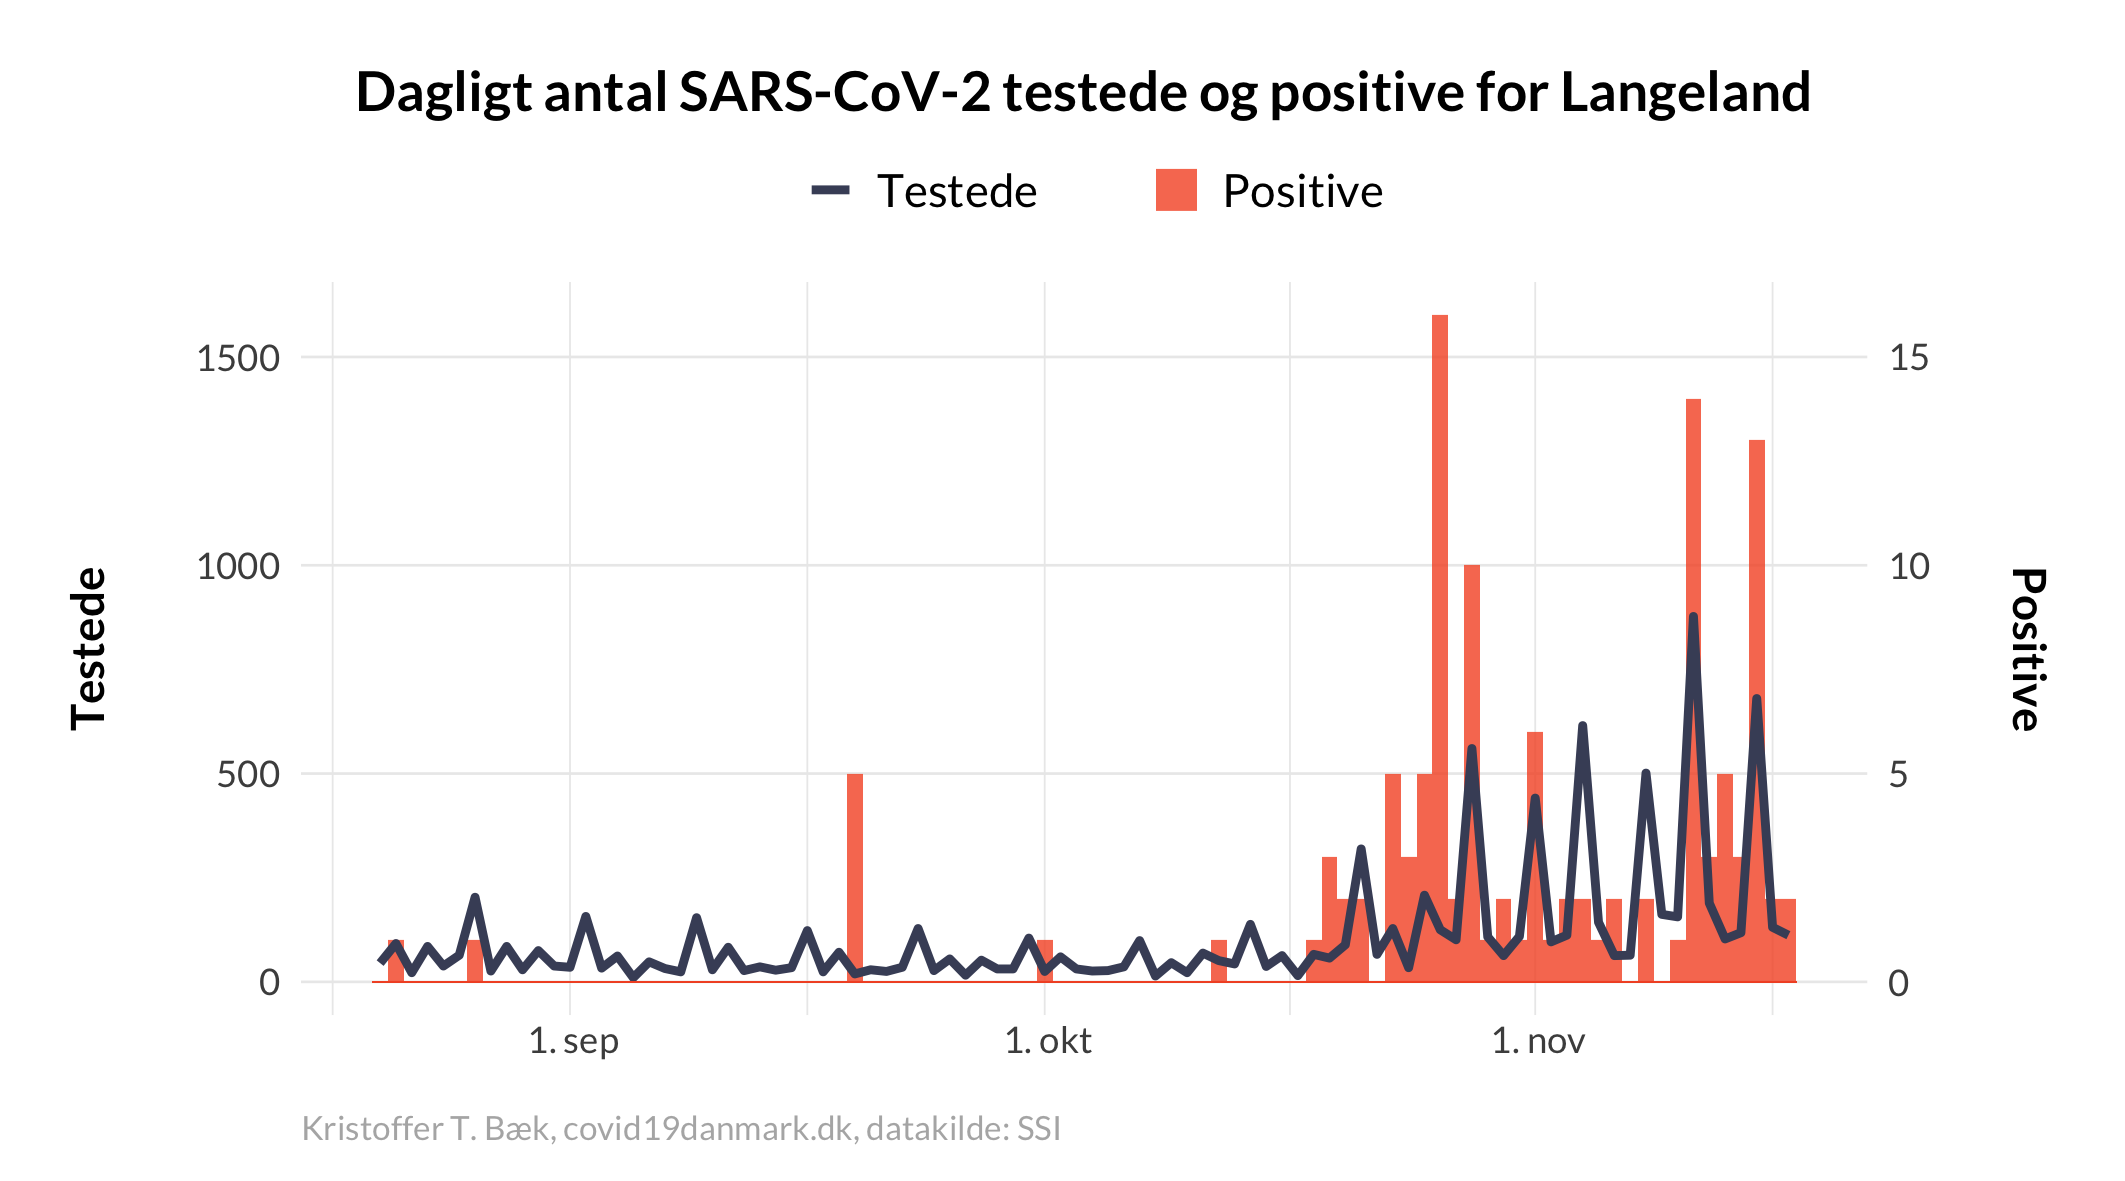 Dagligt antal SARS-CoV-2 testede og positive for Langeland
Testede Positive
1500 15
1000 10
Testede
Positive
500 5
0 0
1. sep 1. okt 1. nov
Kristoffer T. Bæk, covid19danmark.dk, datakilde: SSI